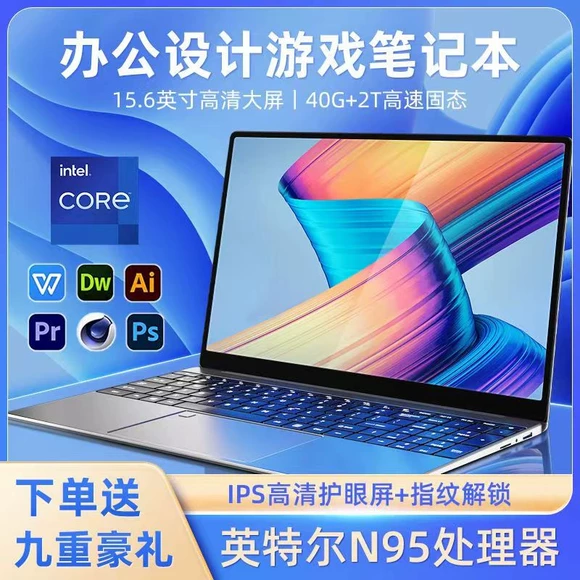 办公设计游戏笔记本
15.6英寸高清大屏|40G+2T高速固态
intel.
CORE
W Dw Ai
Pr Ps
IPS高清护眼屏+指纹解锁
下单送
九重豪礼
英特尔N95处理器